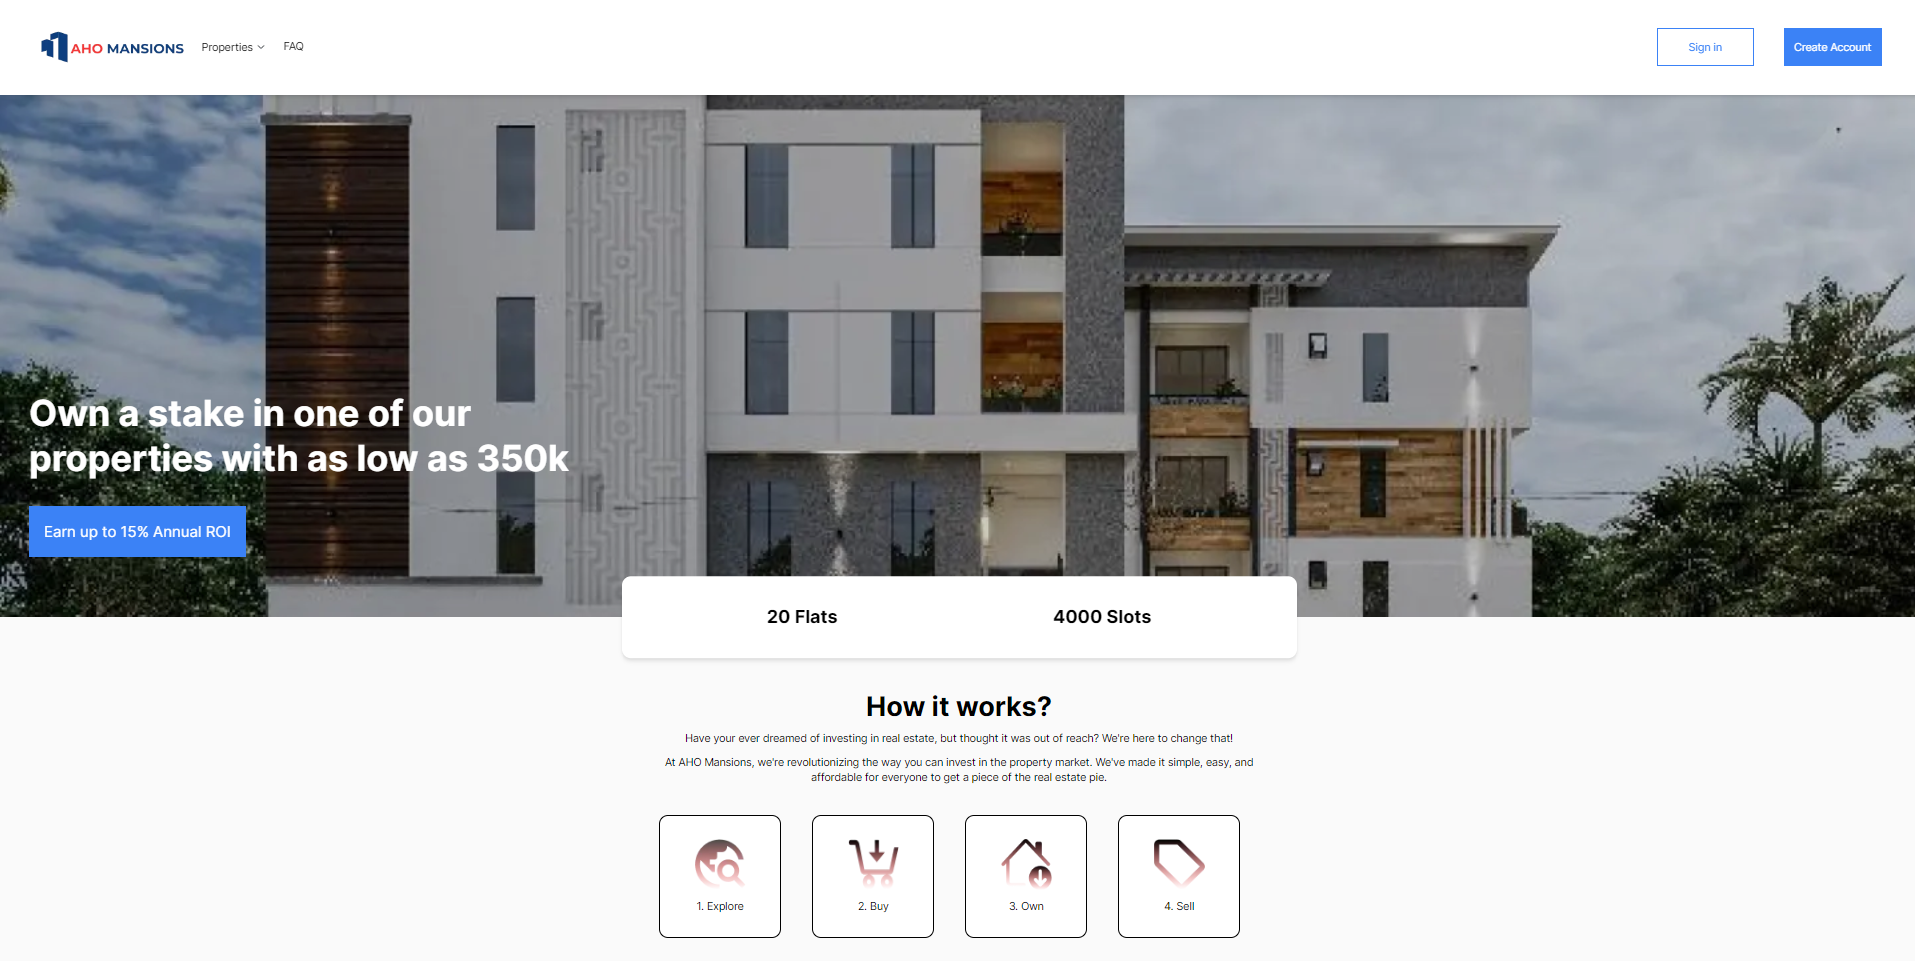 AHO MANSIONS
Properties
FAQ
Sign in
Create Account
Own a stake in one of our
properties with as low as 350k
Earn up to 15% Annual ROI
20 Flats
4000 Slots
How it works?
Have your ever dreamed of investing in real estate, but thought it was out of reach? We're here to change that!
At AHO Mansions, we're revolutionizing the way you can invest in the property market. We've made it simple, easy, and
affordable for everyone to get a piece of the real estate pie.
1. Explore
2. Buy
3. Own
4. Sell